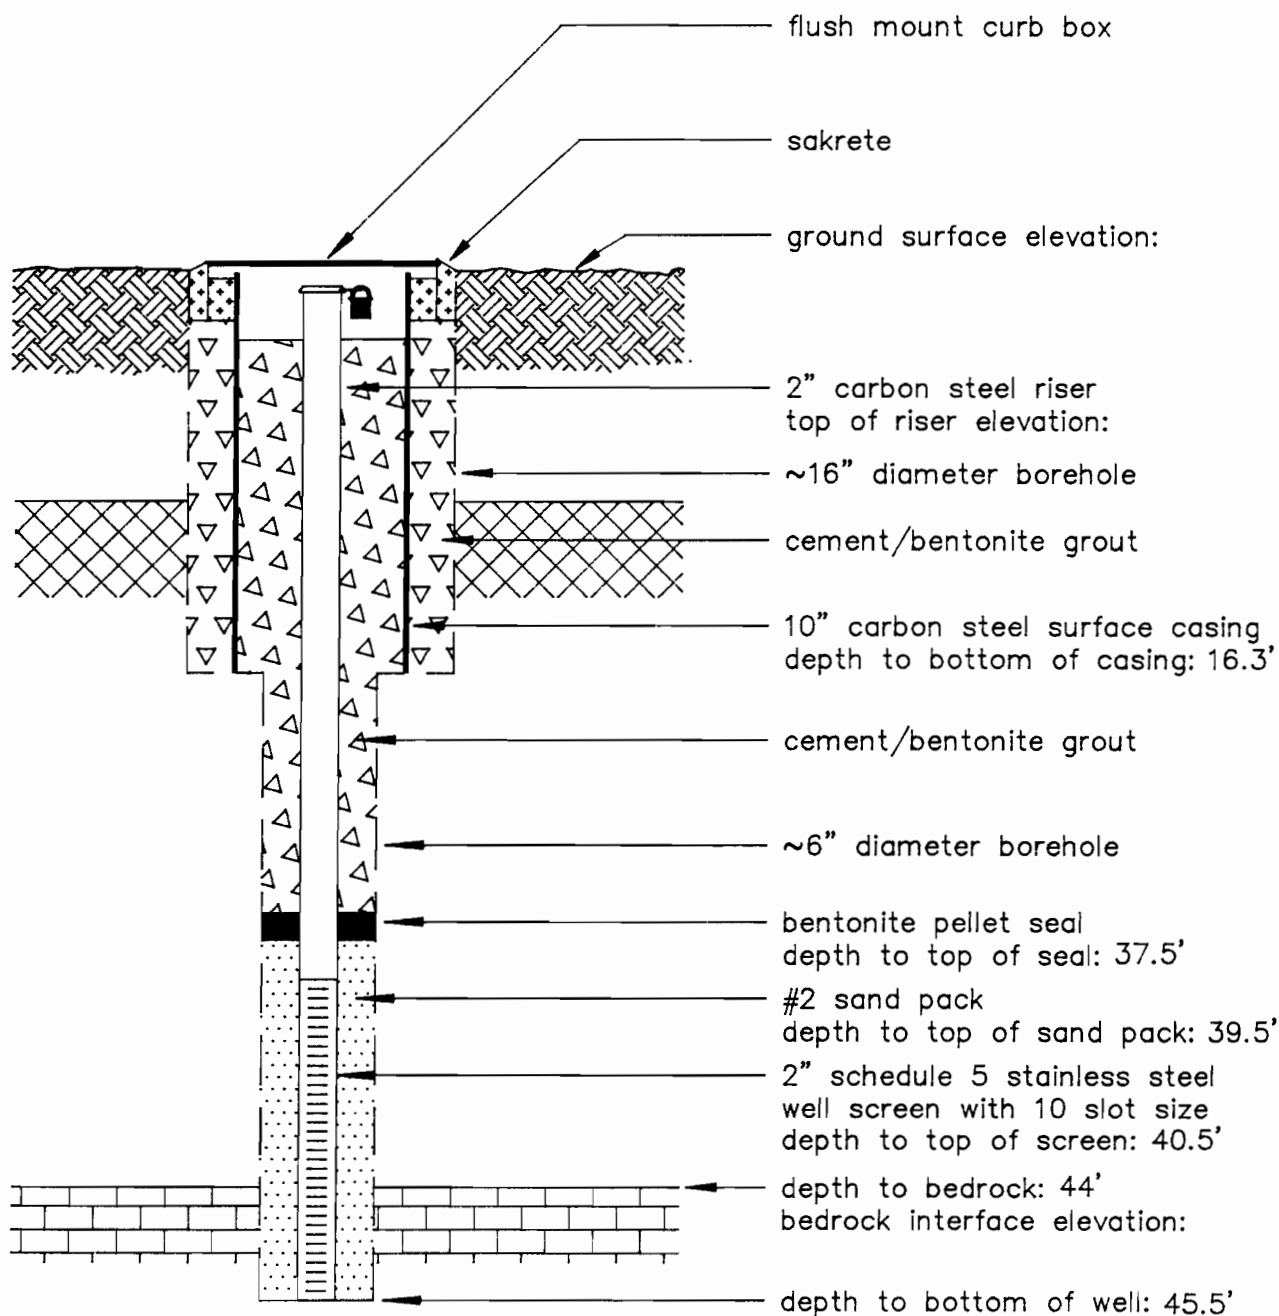 flush mount curb box
sakrete
ground surface elevation:
2" carbon steel riser
top of riser elevation:
~16" diameter borehole
cement/bentonite grout
10" carbon steel surface casing
depth to bottom of casing: 16.3'
cement/bentonite grout
~6" diameter borehole
bentonite pellet seal
depth to top of seal: 37.5'
#2 sand pack
depth to top of sand pack: 39.5'
2" schedule 5 stainless steel
well screen with 10 slot size
depth to top of screen: 40.5'
depth to bedrock: 44'
bedrock interface elevation:
depth to bottom of well: 45.5'